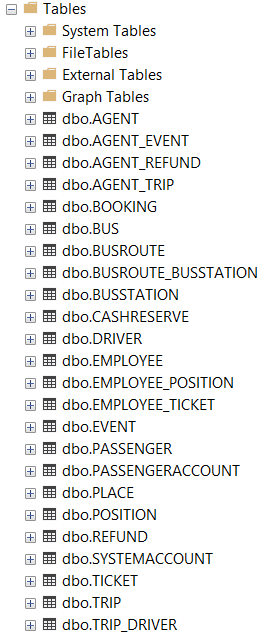 Tables
System Tables
FileTables
External Tables
Graph Tables
dbo.AGENT
dbo.AGENT_EVENT
dbo.AGENT_REFUND
dbo.AGENT_TRIP
dbo.BOOKING
dbo.BUS
dbo.BUSROUTE
dbo.BUSROUTE_BUSSTATION
dbo.BUSSTATION
dbo.CASHRESERVE
dbo.DRIVER
dbo.EMPLOYEE
dbo.EMPLOYEE_POSITION
dbo.EMPLOYEE_TICKET
dbo.EVENT
dbo.PASSENGER
dbo.PASSENGERACCOUNT
dbo.PLACE
dbo.POSITION
dbo.REFUND
dbo.SYSTEMACCOUNT
dbo.TICKET
dbo.TRIP
dbo.TRIP_DRIVER